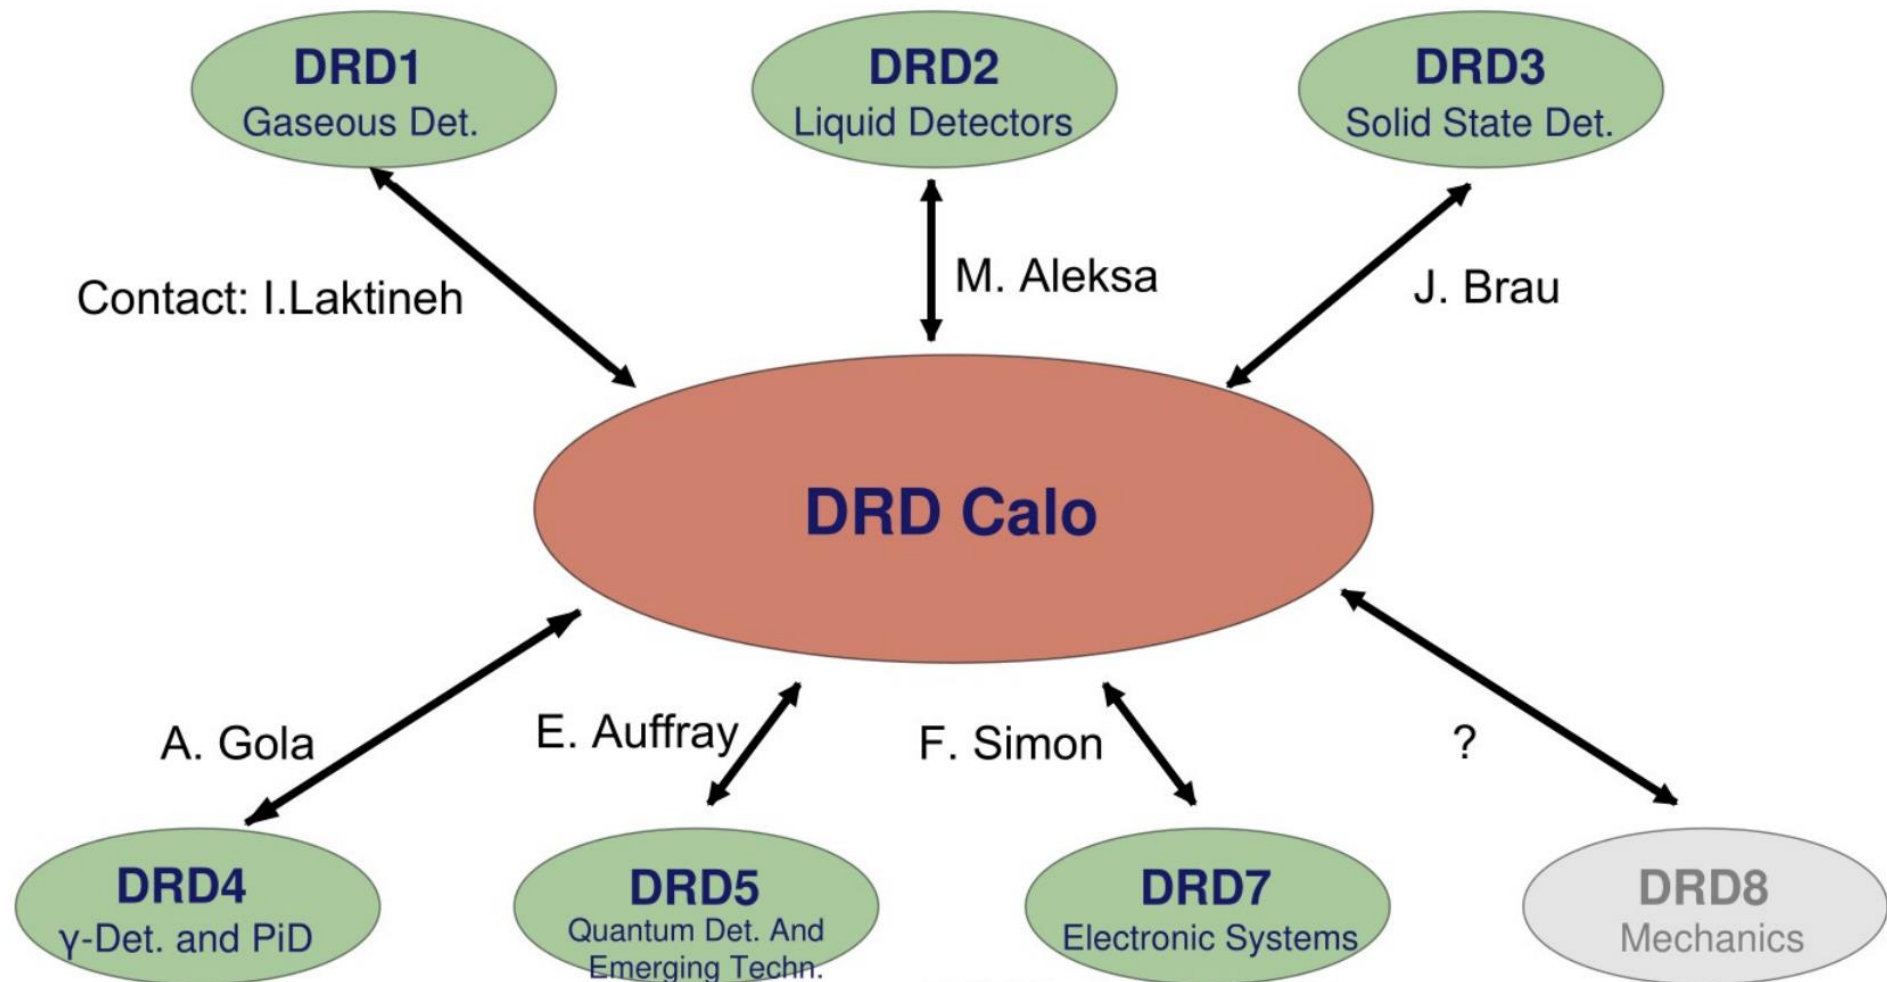 DRD1
Gaseous Det.
DRD2
Liquid Detectors
DRD3
Solid State Det.
Contact: I.Laktineh
M. Aleksa
J. Brau
DRD Calo
A. Gola
E. Auffray
F. Simon
?
DRD4
γ-Det. and PiD
DRD5
Quantum Det. And
Emerging Techn.
DRD7
Electronic Systems
DRD8
Mechanics